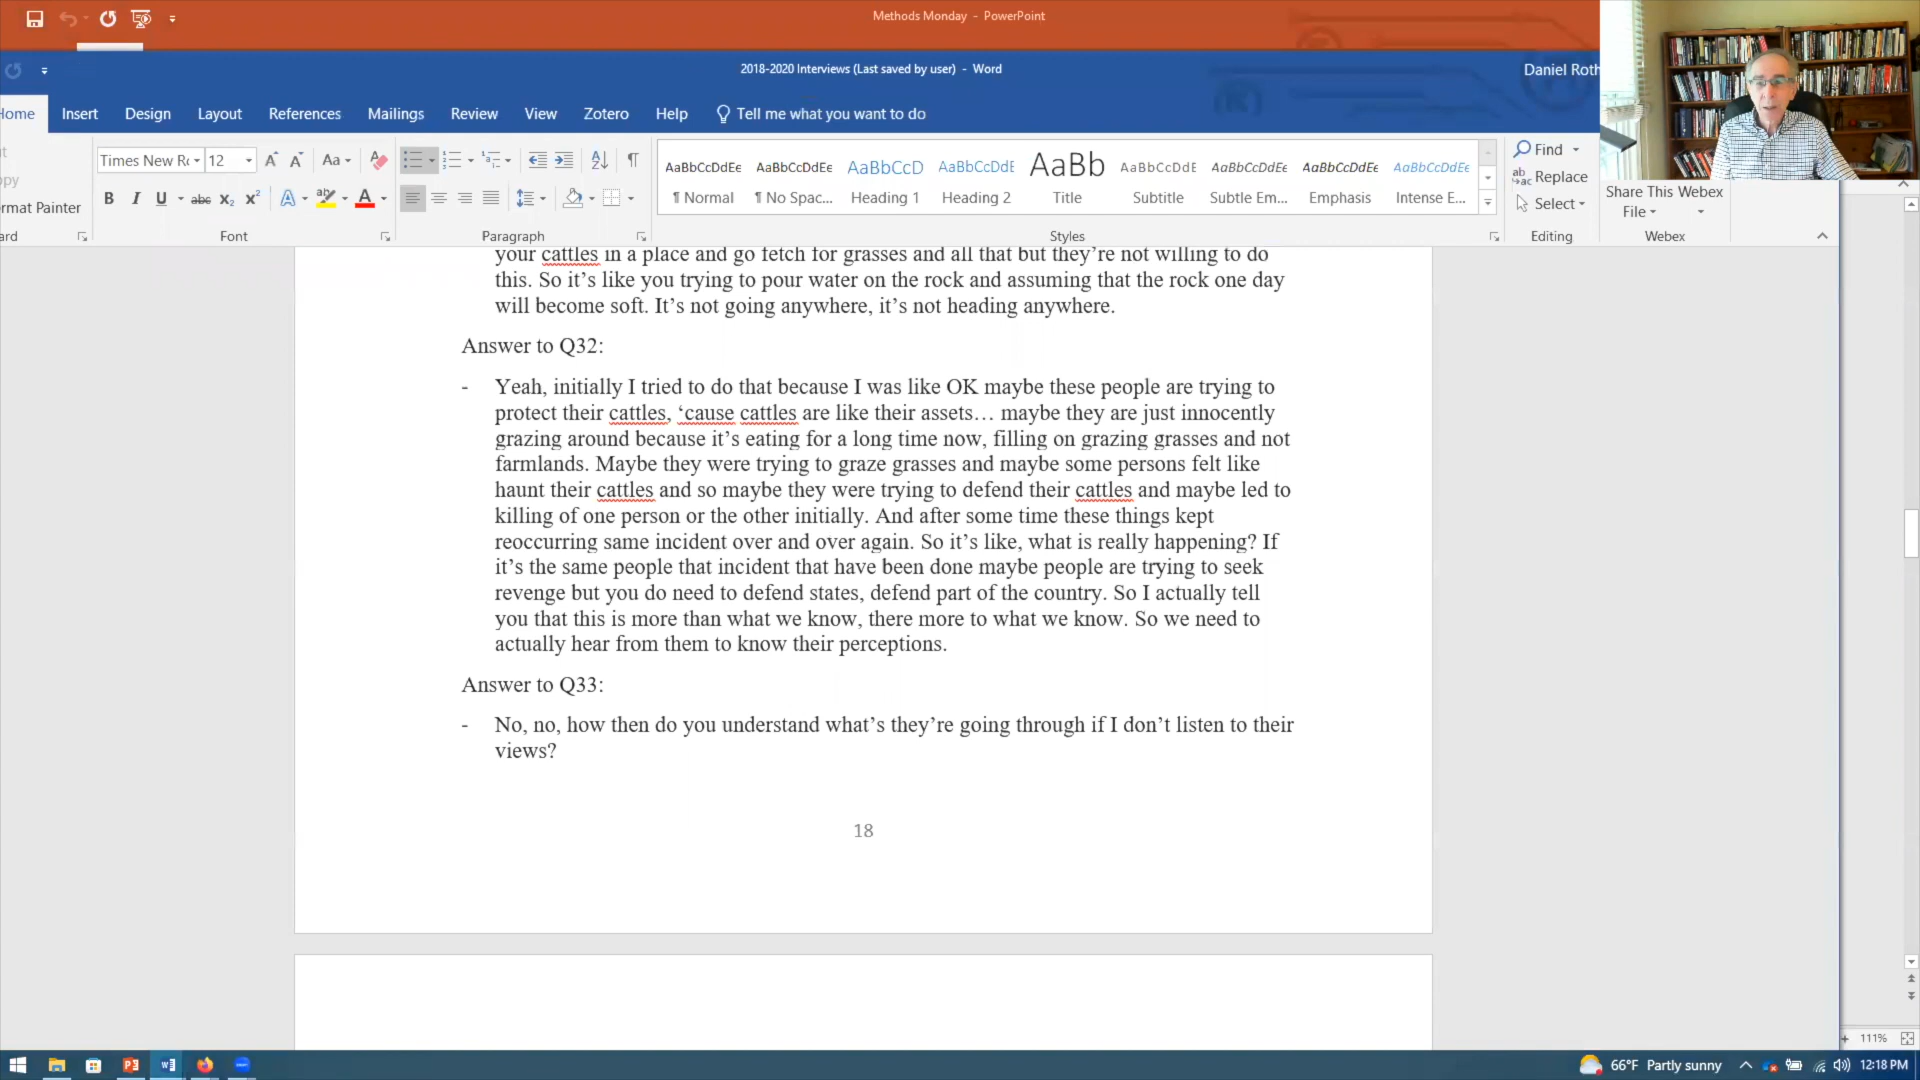 Methods Monday - PowerPoint
2018-2020 Interviews (Last saved by user) - Word
Daniel Roth
Home Insert Design Layout References Mailings Review View Zotero Help Tell me what you want to do
Times New Ro 12
Aa
Find
Replace
Select
rmat Painter
AaBbCcDdEe AaBbCcDdEe AaBbCcD AaBbCcDdE AaBb AaBbCcDdE AaBbCcDdEe AaBbCcDdEe AaBbCcDdEe
¶ Normal ¶ No Spac... Heading 1 Heading 2 Title Subtitle Subtle Em... Emphasis Intense E...
Share This Webex
File
ard Font Paragraph Styles Editing Webex
your cattles in a place and go fetch for grasses and all that but they’re not willing to do
this. So it’s like you trying to pour water on the rock and assuming that the rock one day
will become soft. It’s not going anywhere, it’s not heading anywhere.
Answer to Q32:
- Yeah, initially I tried to do that because I was like OK maybe these people are trying to
protect their cattles, ‘cause cattles are like their assets… maybe they are just innocently
grazing around because it’s eating for a long time now, filling on grazing grasses and not
farmlands. Maybe they were trying to graze grasses and maybe some persons felt like
haunt their cattles and so maybe they were trying to defend their cattles and maybe led to
killing of one person or the other initially. And after some time these things kept
reoccurring same incident over and over again. So it’s like, what is really happening? If
it’s the same people that incident that have been done maybe people are trying to seek
revenge but you do need to defend states, defend part of the country. So I actually tell
you that this is more than what we know, there more to what we know. So we need to
actually hear from them to know their perceptions.
Answer to Q33:
- No, no, how then do you understand what’s they’re going through if I don’t listen to their
views?
18
111%
66°F Partly sunny 12:18 PM